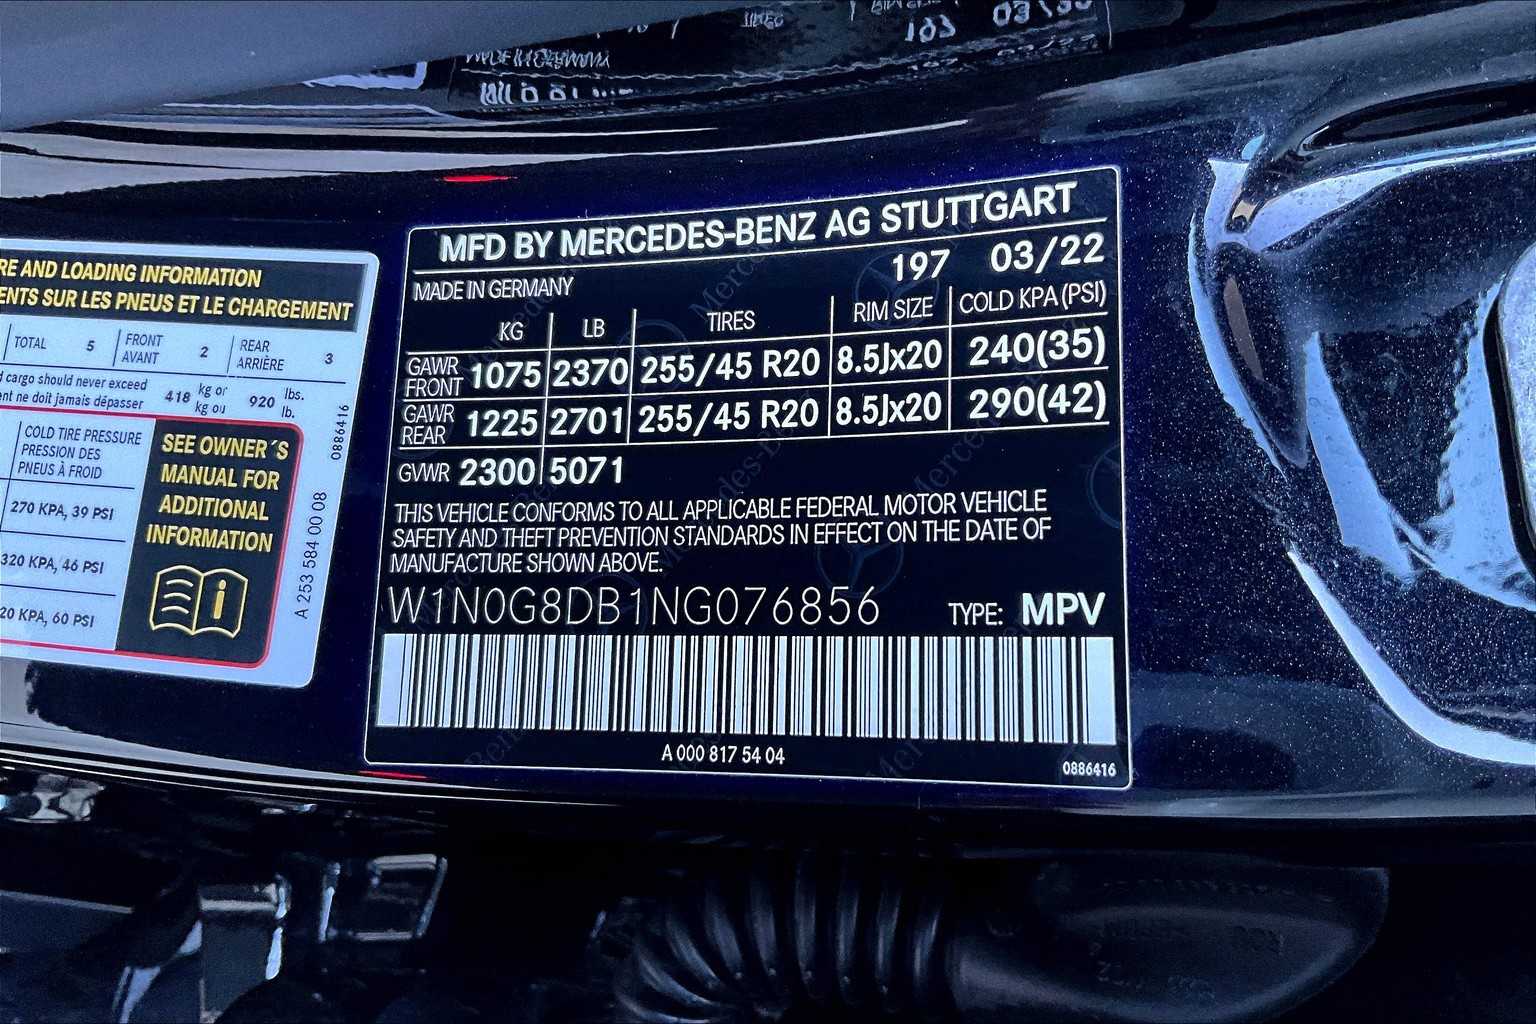 RE AND LOADING INFORMATION
ENTS SUR LES PNEUS ET LE CHARGEMENT
TOTAL 5 FRONT AVANT 2 REAR ARRIÈRE 3
cargo should never exceed 418 kg or 920 lbs.
ent ne doit jamais dépasser kg ou lb.
COLD TIRE PRESSURE
PRESSION DES
PNEUS À FROID
270 KPA, 39 PSI
320 KPA, 46 PSI
20 KPA, 60 PSI
SEE OWNER´S
MANUAL FOR
ADDITIONAL
INFORMATION
0886416
A 253 584 00 08
MFD BY MERCEDES-BENZ AG STUTTGART
MADE IN GERMANY 197 03/22
KG LB TIRES RIM SIZE COLD KPA (PSI)
GAWR FRONT 1075 2370 255/45 R20 8.5Jx20 240(35)
GAWR REAR 1225 2701 255/45 R20 8.5Jx20 290(42)
GVWR 2300 5071
THIS VEHICLE CONFORMS TO ALL APPLICABLE FEDERAL MOTOR VEHICLE
SAFETY AND THEFT PREVENTION STANDARDS IN EFFECT ON THE DATE OF
MANUFACTURE SHOWN ABOVE.
W1N0G8DB1NG076856 TYPE: MPV
A 000 817 54 04
0886416